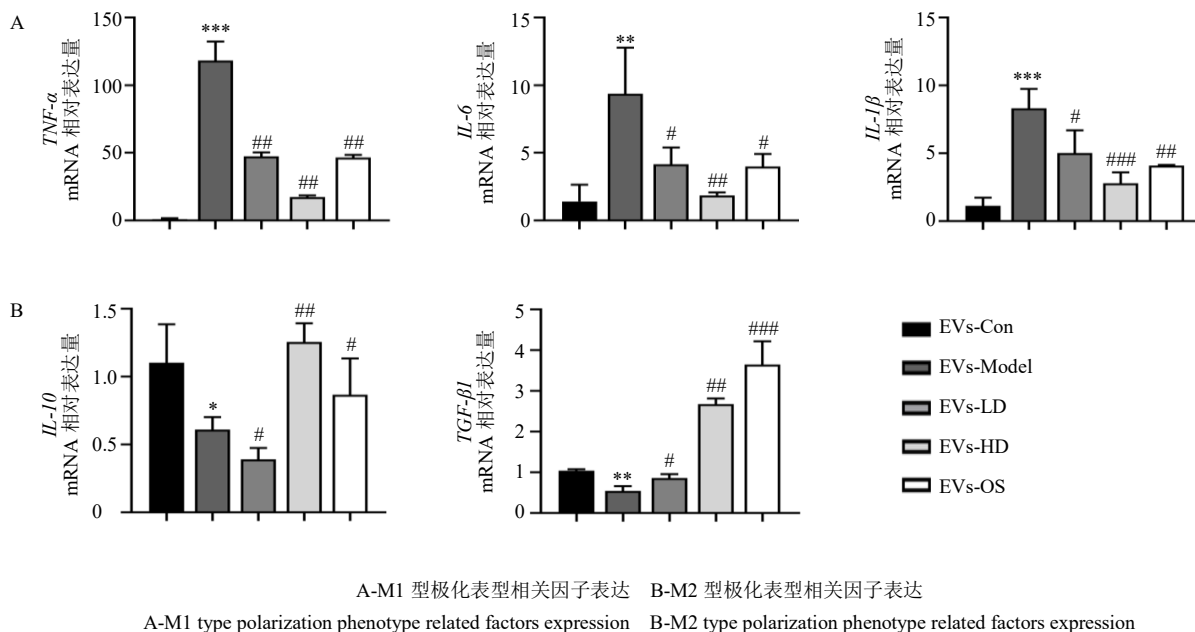 A
TNF-α
mRNA 相对表达量
150
100
50
0
***
##
##
##
IL-6
mRNA 相对表达量
15
10
5
0
**
#
##
#
IL-1β
mRNA 相对表达量
15
10
5
0
***
#
###
##
B
IL-10
mRNA 相对表达量
1.5
1.0
0.5
0
*
#
##
#
TGF-β1
mRNA 相对表达量
5
4
3
2
1
0
**
#
##
###
EVs-Con
EVs-Model
EVs-LD
EVs-HD
EVs-OS
A-M1 型极化表型相关因子表达 B-M2 型极化表型相关因子表达
A-M1 type polarization phenotype related factors expression B-M2 type polarization phenotype related factors expression